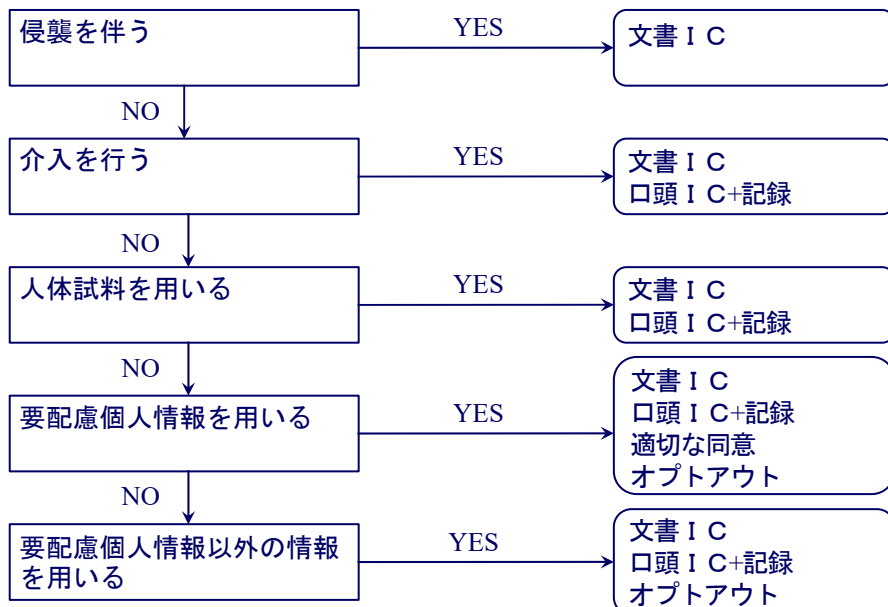 侵襲を伴う
YES
文書ＩＣ
NO
介入を行う
YES
文書ＩＣ
口頭ＩＣ+記録
NO
人体試料を用いる
YES
文書ＩＣ
口頭ＩＣ+記録
NO
要配慮個人情報を用いる
YES
文書ＩＣ
口頭ＩＣ+記録
適切な同意
オプトアウト
NO
要配慮個人情報以外の情報
を用いる
YES
文書ＩＣ
口頭ＩＣ+記録
オプトアウト